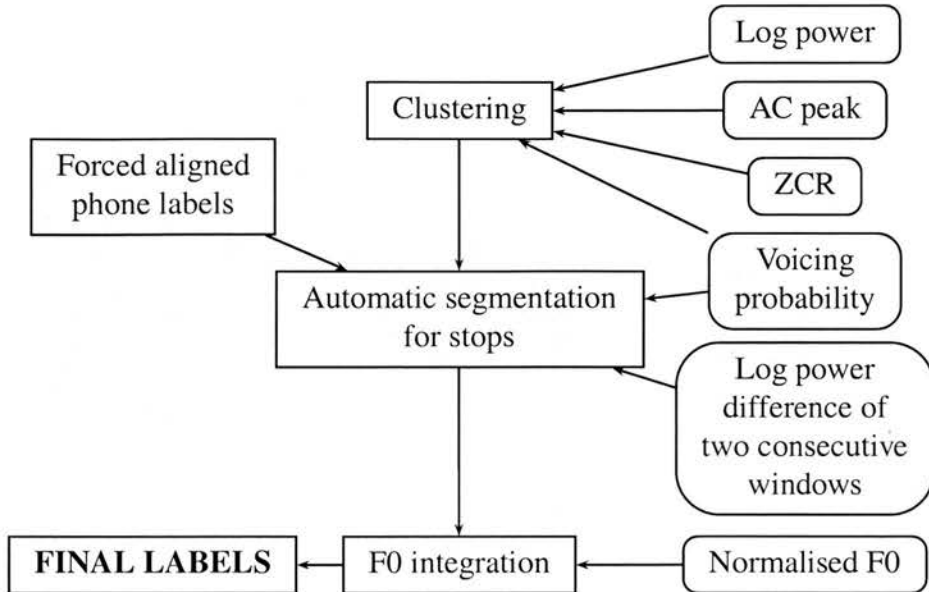 Log power
Clustering
AC peak
Forced aligned
phone labels
ZCR
Voicing
probability
Automatic segmentation
for stops
Log power
difference of
two consecutive
windows
FINAL LABELS
F0 integration
Normalised F0